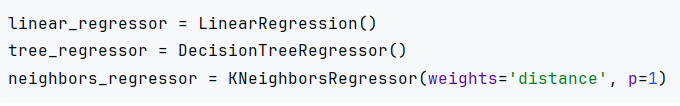 linear_regressor = LinearRegression()
tree_regressor = DecisionTreeRegressor()
neighbors_regressor = KNeighborsRegressor(weights='distance', p=1)